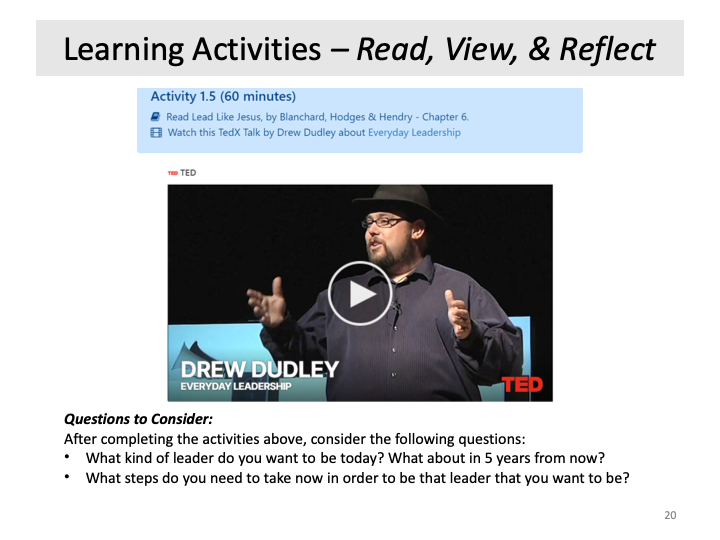 Learning Activities – Read, View, & Reflect
Activity 1.5 (60 minutes)
Read Lead Like Jesus, by Blanchard, Hodges & Hendry - Chapter 6.
Watch this TedX Talk by Drew Dudley about Everyday Leadership
TED TED
DREW DUDLEY
EVERYDAY LEADERSHIP
TED
Questions to Consider:
After completing the activities above, consider the following questions:
• What kind of leader do you want to be today? What about in 5 years from now?
• What steps do you need to take now in order to be that leader that you want to be?
20